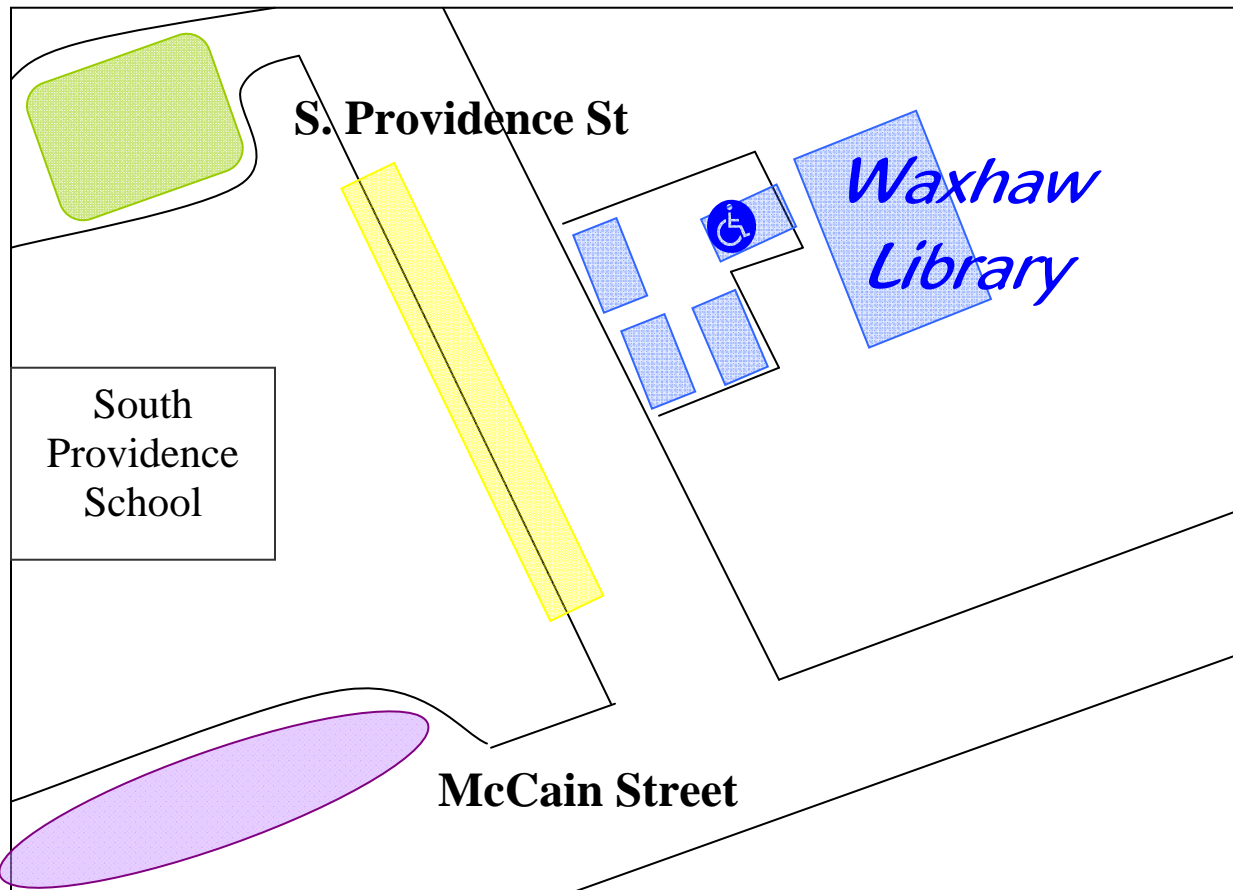 S. Providence St
Waxhaw
Library
South
Providence
School
McCain Street